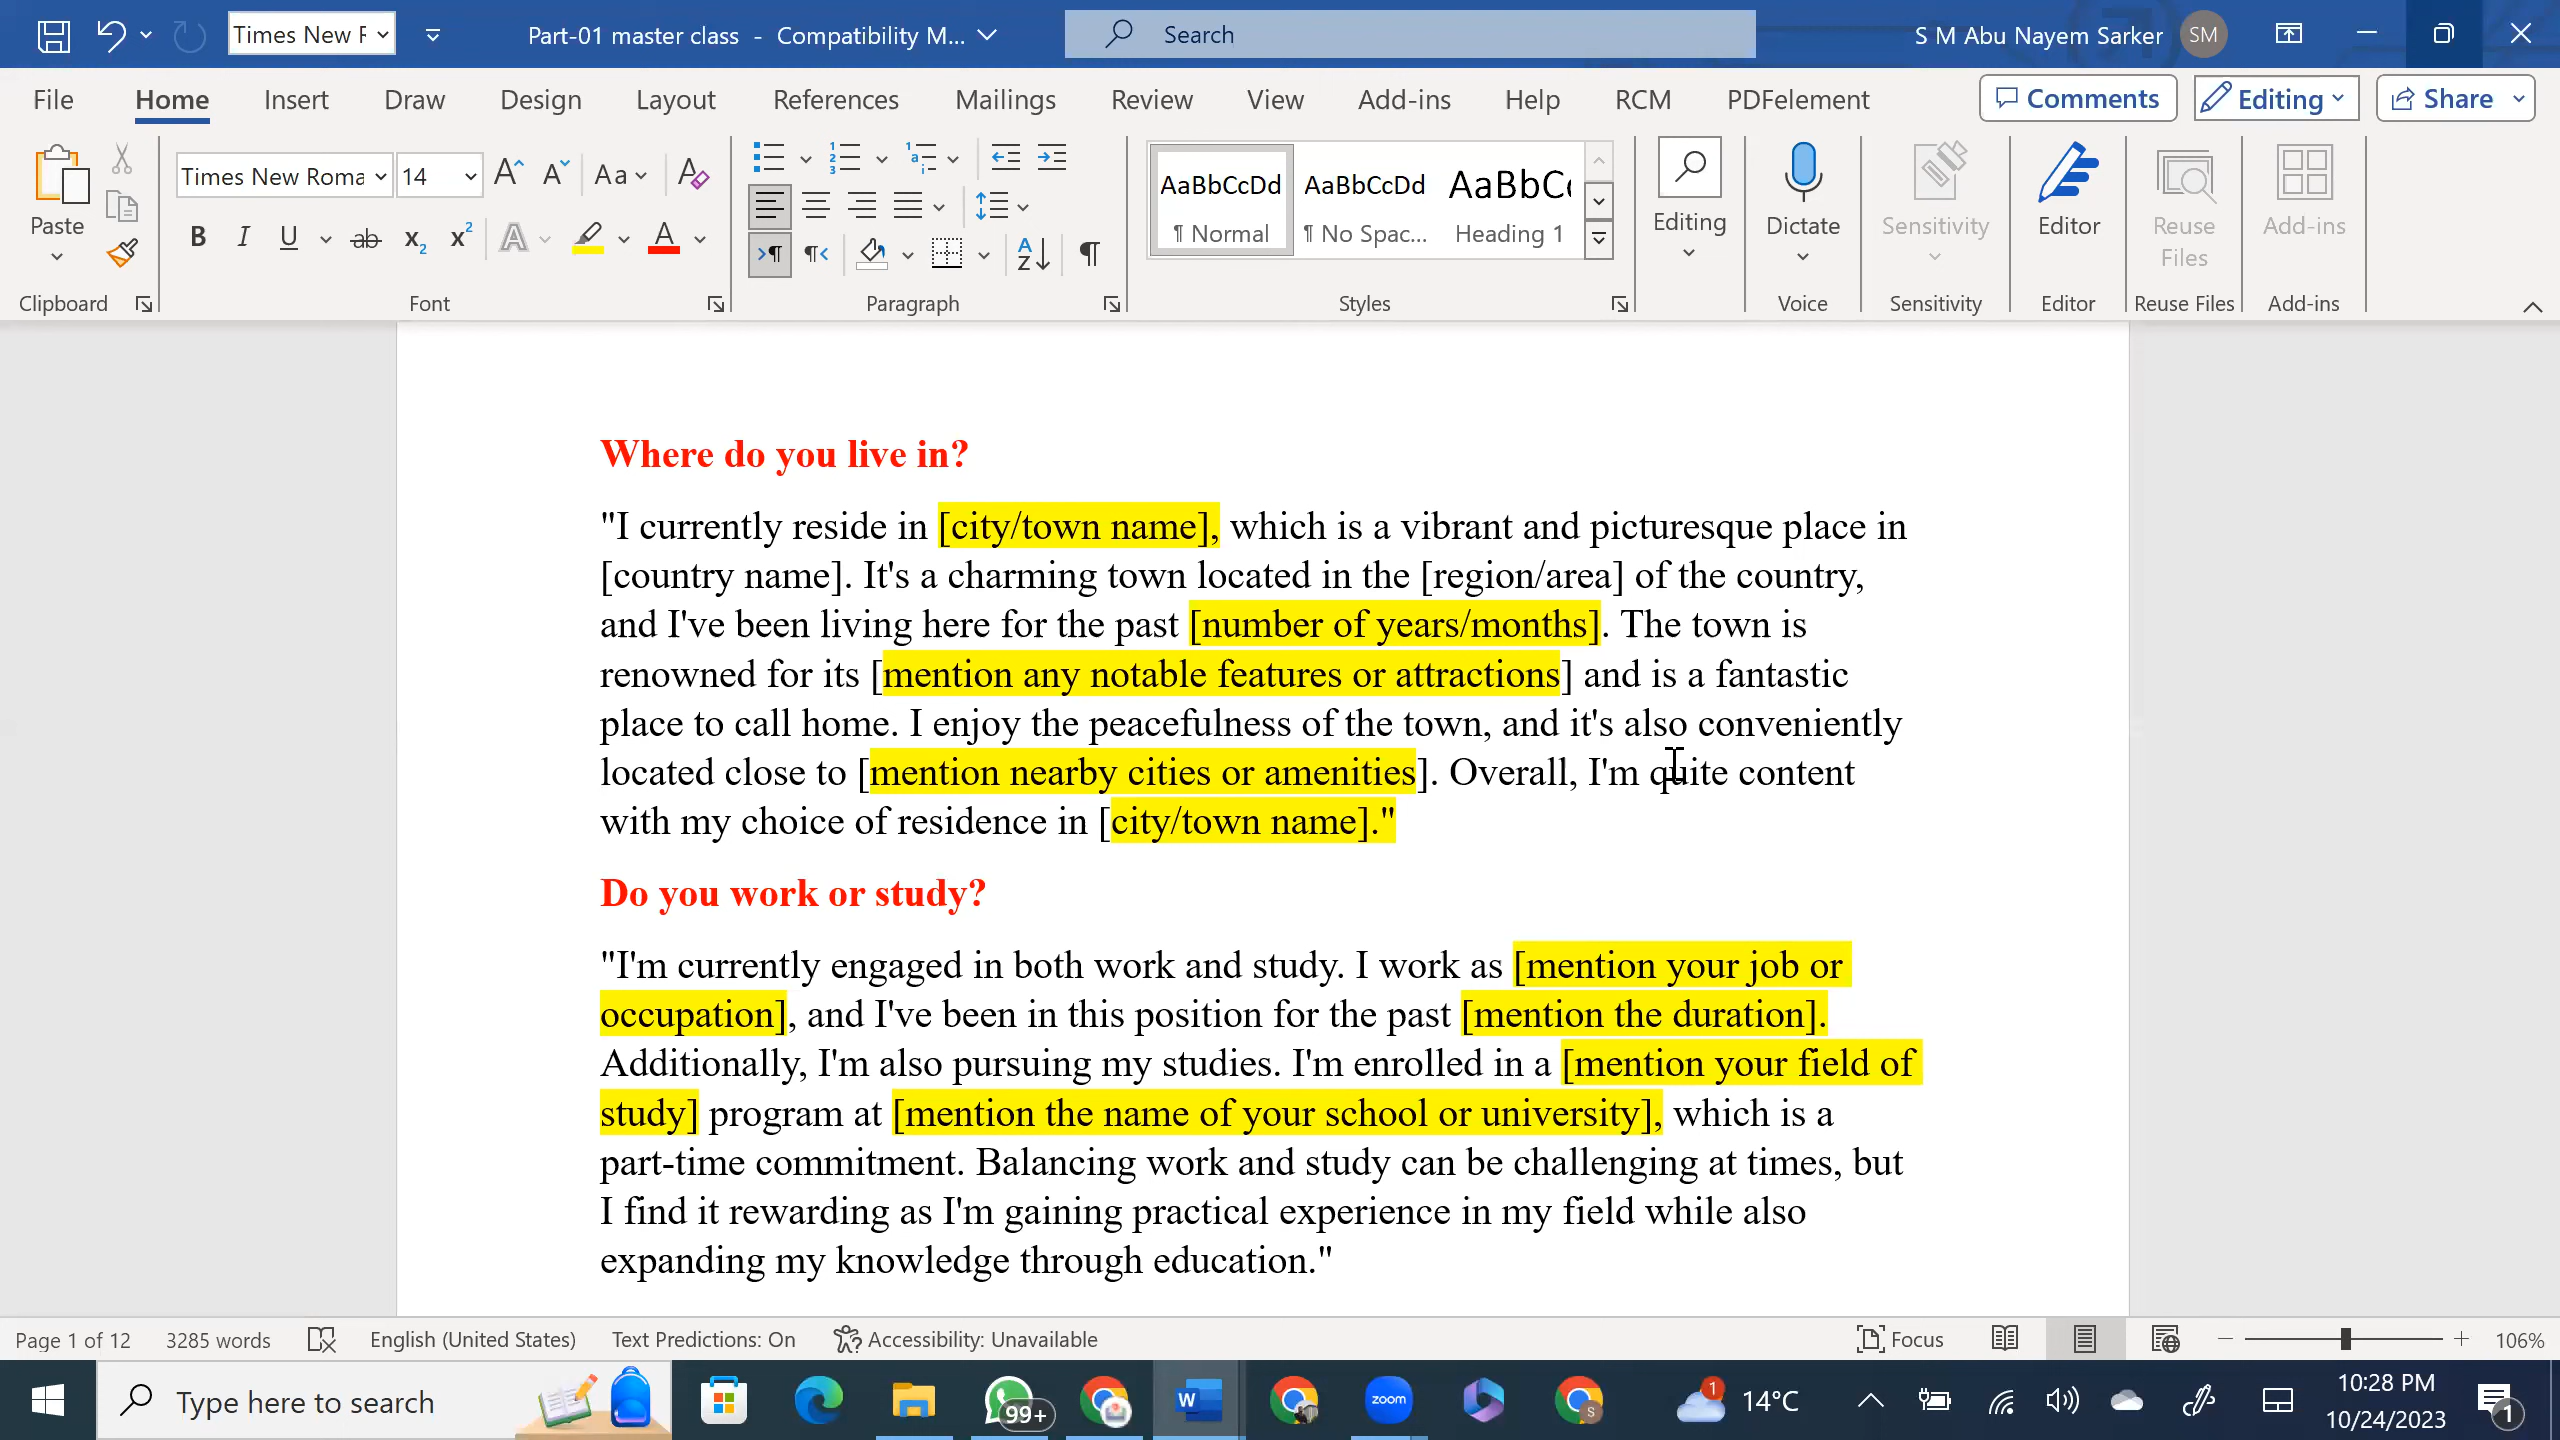 Times New F
Part-01 master class - Compatibility M...
Search
S M Abu Nayem Sarker
SM
File Home Insert Draw Design Layout References Mailings Review View Add-ins Help RCM PDFelement
Comments Editing Share
Paste
Times New Roma 14
AaBbCcDd AaBbCcDd AaBbC
¶ Normal ¶ No Spac... Heading 1
Editing Dictate Sensitivity Editor Reuse Files Add-ins
Clipboard Font Paragraph Styles Voice Sensitivity Editor Reuse Files Add-ins
Where do you live in?
"I currently reside in [city/town name], which is a vibrant and picturesque place in
[country name]. It's a charming town located in the [region/area] of the country,
and I've been living here for the past [number of years/months]. The town is
renowned for its [mention any notable features or attractions] and is a fantastic
place to call home. I enjoy the peacefulness of the town, and it's also conveniently
located close to [mention nearby cities or amenities]. Overall, I'm quite content
with my choice of residence in [city/town name]."
Do you work or study?
"I'm currently engaged in both work and study. I work as [mention your job or
occupation], and I've been in this position for the past [mention the duration].
Additionally, I'm also pursuing my studies. I'm enrolled in a [mention your field of
study] program at [mention the name of your school or university], which is a
part-time commitment. Balancing work and study can be challenging at times, but
I find it rewarding as I'm gaining practical experience in my field while also
expanding my knowledge through education."
Page 1 of 12 3285 words English (United States) Text Predictions: On Accessibility: Unavailable Focus 106%
Type here to search
99+
zoom
1
14°C
10:28 PM
10/24/2023
1